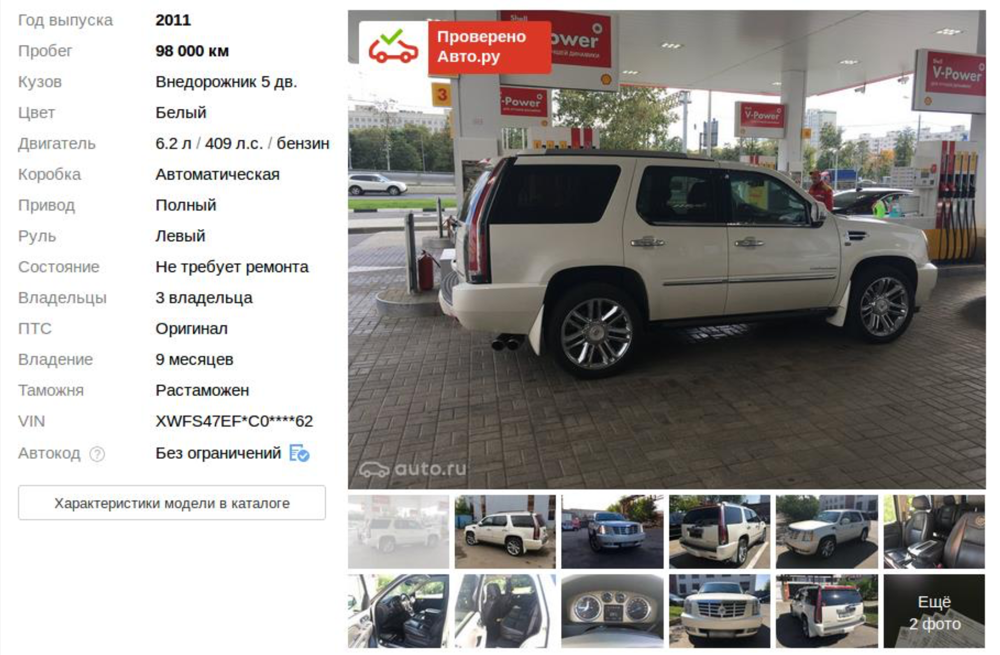 Год выпуска 2011
Пробег 98 000 км
Кузов Внедорожник 5 дв.
Цвет Белый
Двигатель 6.2 л / 409 л.с. / бензин
Коробка Автоматическая
Привод Полный
Руль Левый
Состояние Не требует ремонта
Владельцы 3 владельца
ПТС Оригинал
Владение 9 месяцев
Таможня Растаможен
VIN XWFS47EF*C0****62
Автокод ? Без ограничений
Характеристики модели в каталоге
Проверено
Авто.ру
Shell
ower
3
-Power
V-Power
Shell
V-Power
auto.ru
Ещё
2 фото